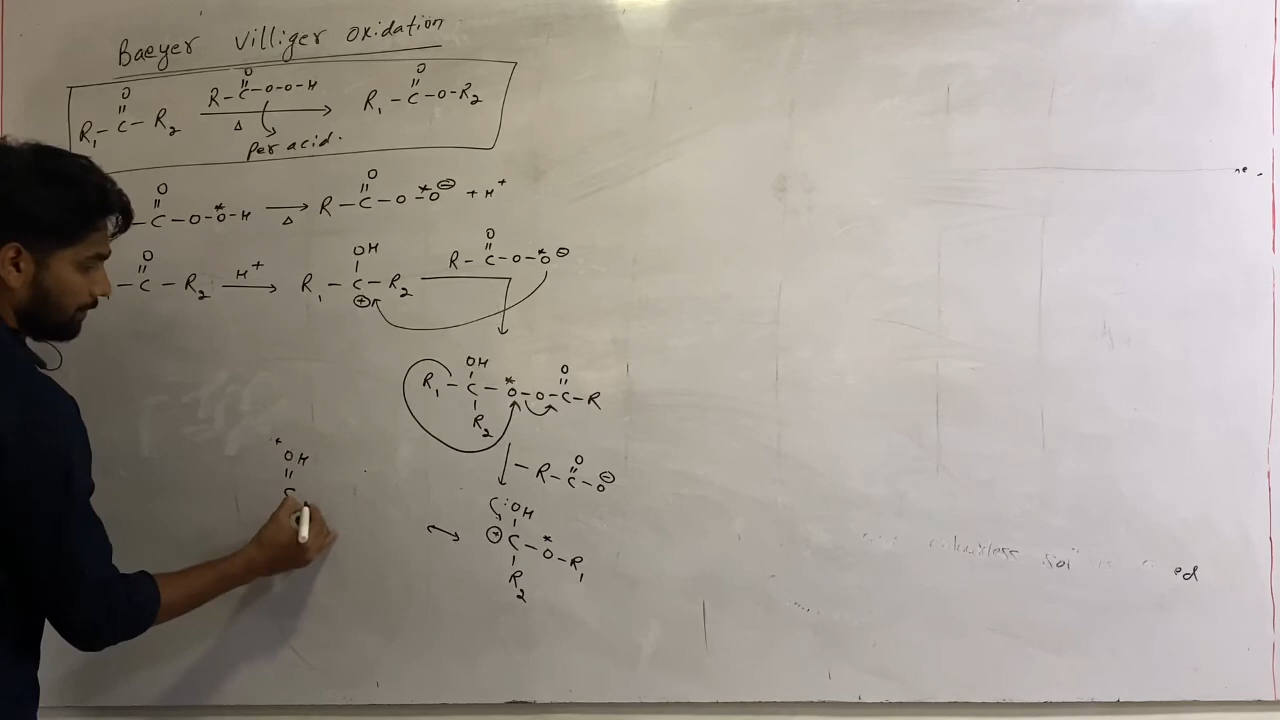 Baeyer Villiger oxidation
O O O
R₁-C-R₂ R-C-O-O-H R₁-C-O-R₂
Δ
Per acid.
O O
-C-O-O*-H → R-C-O-O*⊖ + H⁺
Δ
O OH O
-C-R₂ H⁺ → R₁-C-R₂ R-C-O-O*⊖
⊕
OH O
R₁-C-O*-O-C-R
R₂
O
-R-C-O⊖
*OH
C
:OH
⊕C-O*-R₁
R₂
ed